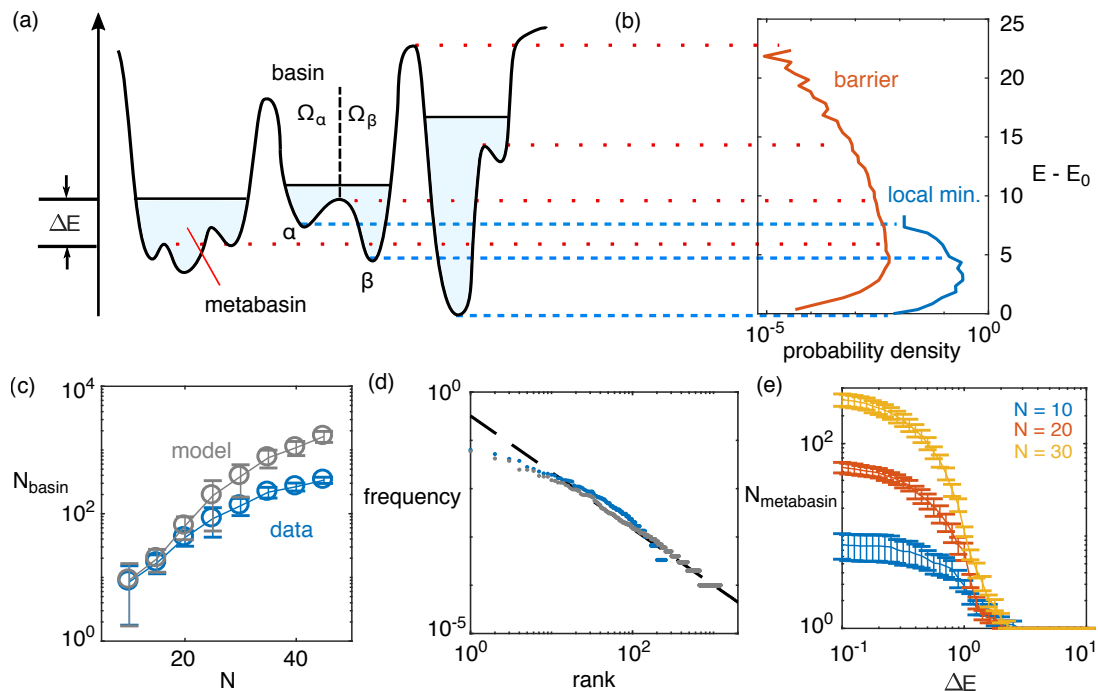 (a)
basin
Ωα Ωβ
ΔE
α
β
metabasin
(b)
barrier
local min.
25
20
15
10
5
0
E - E0
10-5 100
probability density
(c)
104
102
100
Nbasin
model
data
20 40
N
(d)
100
10-5
frequency
100 102
rank
(e)
N = 10
N = 20
N = 30
102
100
Nmetabasin
10-1 100 101
ΔE